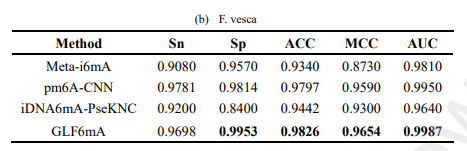 (b) F. vesca
Method Sn Sp ACC MCC AUC
Meta-i6mA 0.9080 0.9570 0.9340 0.8730 0.9810
pm6A-CNN 0.9781 0.9814 0.9797 0.9590 0.9950
iDNA6mA-PseKNC 0.9200 0.8400 0.9442 0.9300 0.9640
GLF6mA 0.9698 0.9953 0.9826 0.9654 0.9987